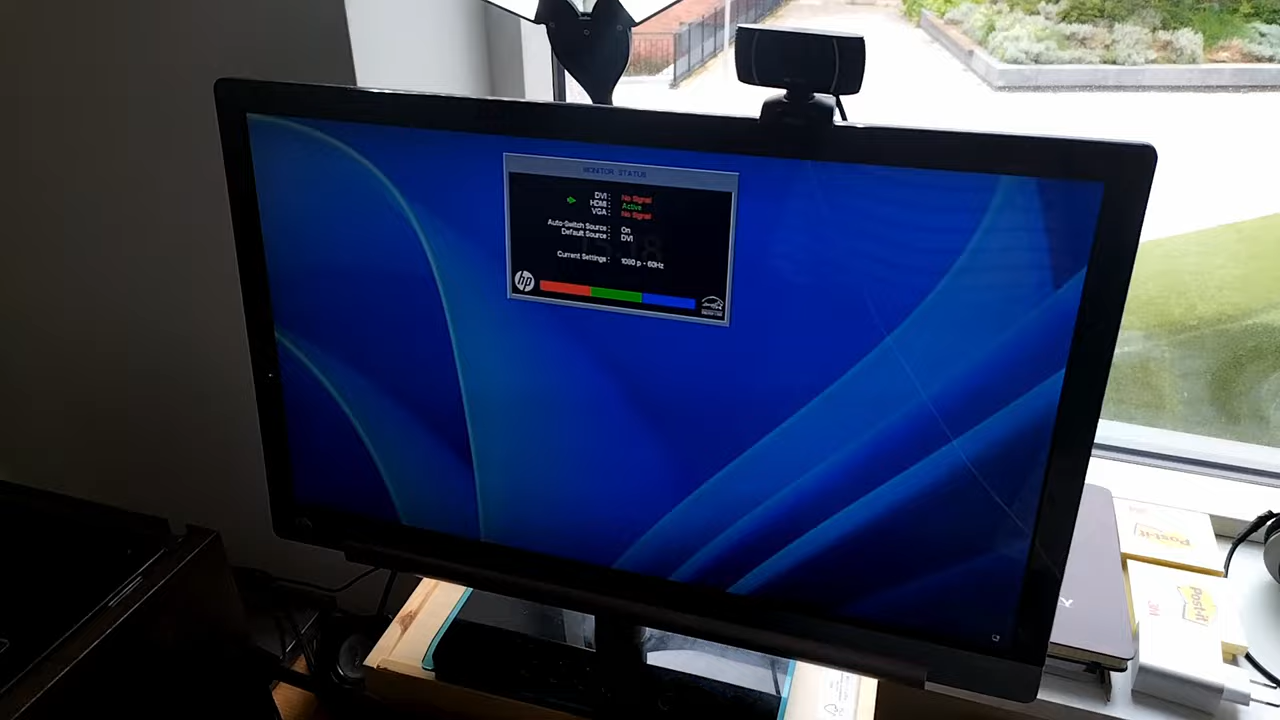 MONITOR STATUS
DVI : No Signal
HDMI : Active
VGA : No Signal
Auto-Switch Source : On
Default Source : DVI
Current Settings : 1080 p - 60Hz
hp
Post-it
Post-it
3M
Y